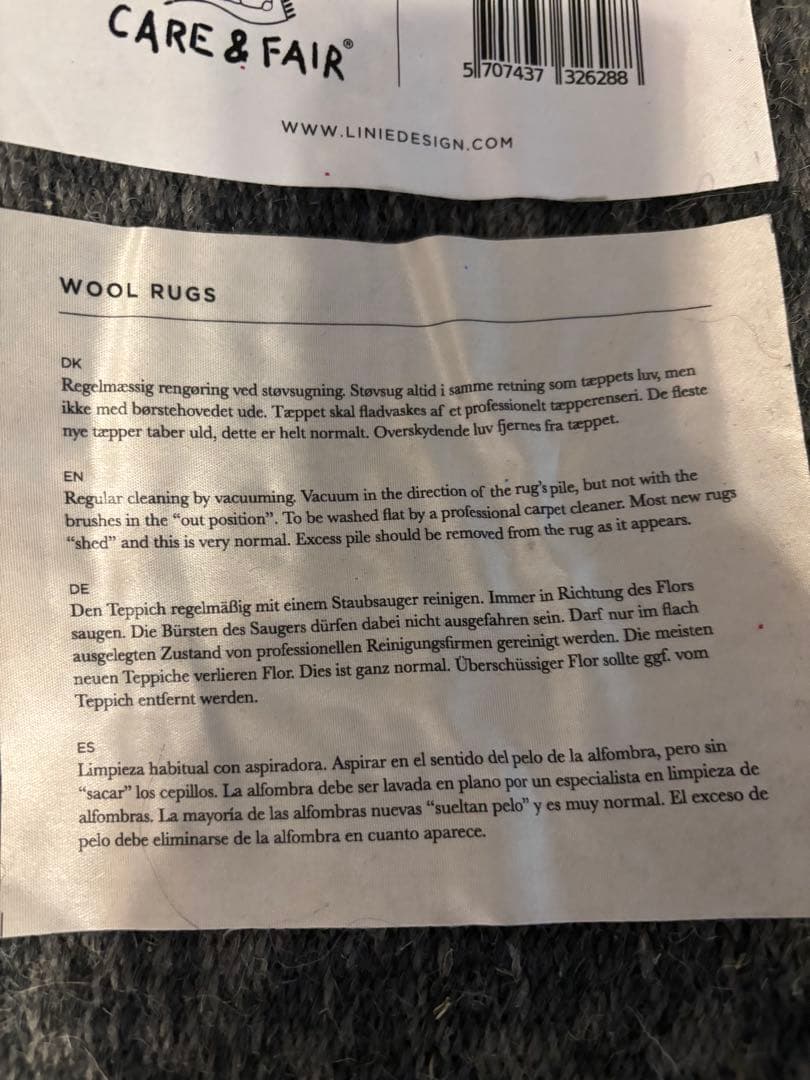 CARE & FAIR®
5 707437 326288
WWW.LINIEDESIGN.COM
WOOL RUGS
DK
Regelmæssig rengøring ved støvsugning. Støvsug altid i samme retning som tæppets luv, men
ikke med børstehovedet ude. Tæppet skal fladvaskes af et professionelt tæpperenseri. De fleste
nye tæpper taber uld, dette er helt normalt. Overskydende luv fjernes fra tæppet.
EN
Regular cleaning by vacuuming. Vacuum in the direction of the rug's pile, but not with the
brushes in the “out position”. To be washed flat by a professional carpet cleaner. Most new rugs
“shed” and this is very normal. Excess pile should be removed from the rug as it appears.
DE
Den Teppich regelmäßig mit einem Staubsauger reinigen. Immer in Richtung des Flors
saugen. Die Bürsten des Saugers dürfen dabei nicht ausgefahren sein. Darf nur im flach
ausgelegten Zustand von professionellen Reinigungsfirmen gereinigt werden. Die meisten
neuen Teppiche verlieren Flor. Dies ist ganz normal. Überschüssiger Flor sollte ggf. vom
Teppich entfernt werden.
ES
Limpieza habitual con aspiradora. Aspirar en el sentido del pelo de la alfombra, pero sin
“sacar” los cepillos. La alfombra debe ser lavada en plano por un especialista en limpieza de
alfombras. La mayoría de las alfombras nuevas “sueltan pelo” y es muy normal. El exceso de
pelo debe eliminarse de la alfombra en cuanto aparece.